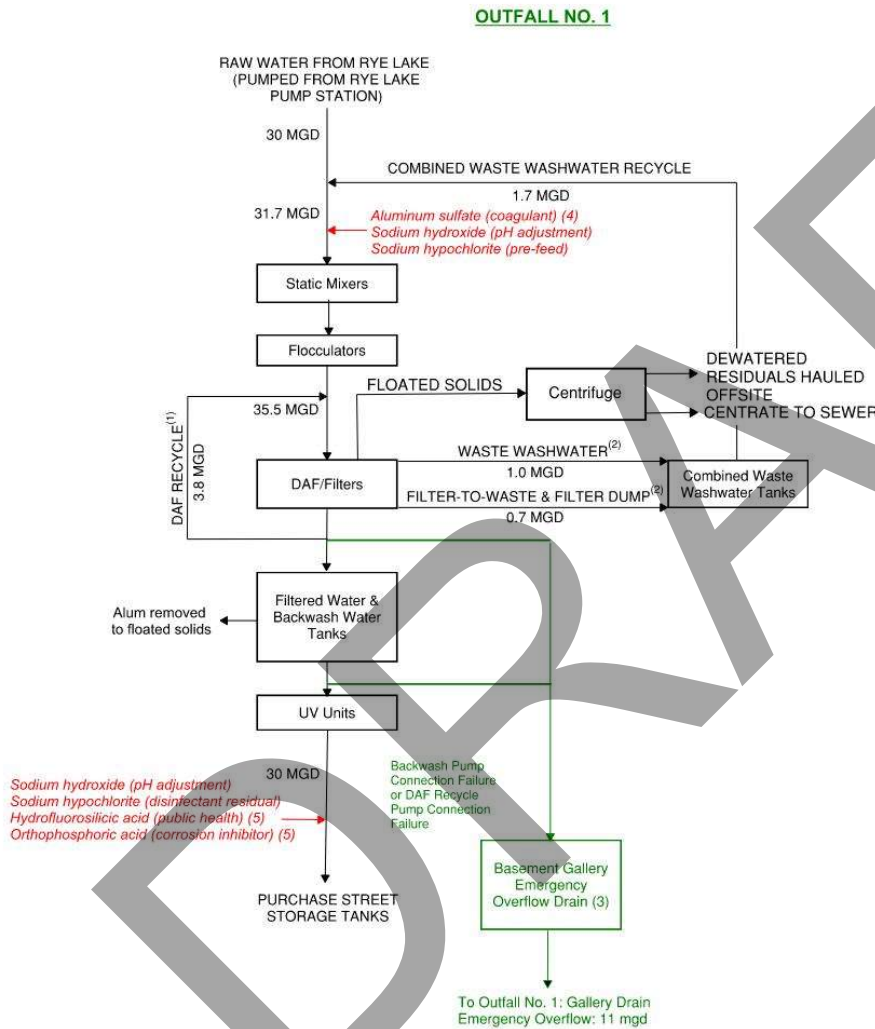 OUTFALL NO. 1
RAW WATER FROM RYE LAKE
(PUMPED FROM RYE LAKE
PUMP STATION)
30 MGD
COMBINED WASTE WASHWATER RECYCLE
1.7 MGD
31.7 MGD
Aluminum sulfate (coagulant) (4)
Sodium hydroxide (pH adjustment)
Sodium hypochlorite (pre-feed)
Static Mixers
Flocculators
DEWATERED
RESIDUALS HAULED
OFFSITE
CENTRATE TO SEWER
FLOATED SOLIDS
Centrifuge
35.5 MGD
DAF RECYCLE(1)
3.8 MGD
DAF/Filters
WASTE WASHWATER(2)
1.0 MGD
FILTER-TO-WASTE & FILTER DUMP(2)
0.7 MGD
Combined Waste
Washwater Tanks
Filtered Water &
Backwash Water
Tanks
Alum removed
to floated solids
UV Units
30 MGD
Sodium hydroxide (pH adjustment)
Sodium hypochlorite (disinfectant residual)
Hydrofluorosilicic acid (public health) (5)
Orthophosphoric acid (corrosion inhibitor) (5)
Backwash Pump
Connection Failure
or DAF Recycle
Pump Connection
Failure
Basement Gallery
Emergency
Overflow Drain (3)
PURCHASE STREET
STORAGE TANKS
To Outfall No. 1: Gallery Drain
Emergency Overflow: 11 mgd
DRAF